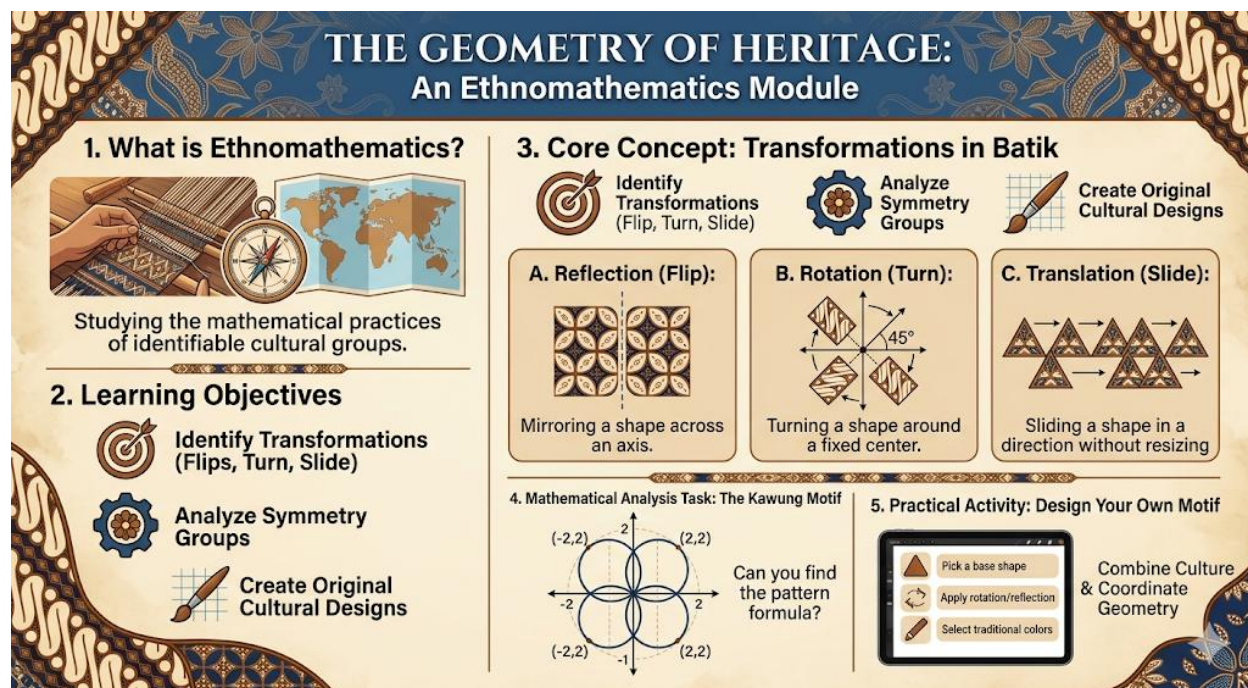 THE GEOMETRY OF HERITAGE:
An Ethnomathematics Module
1. What is Ethnomathematics?
Studying the mathematical practices
of identifiable cultural groups.
2. Learning Objectives
Identify Transformations
(Flips, Turn, Slide)
Analyze Symmetry
Groups
Create Original
Cultural Designs
3. Core Concept: Transformations in Batik
Identify
Transformations
(Flip, Turn, Slide)
Analyze
Symmetry
Groups
Create Original
Cultural Designs
A. Reflection (Flip):
Mirroring a shape across
an axis.
B. Rotation (Turn):
45°
Turning a shape around
a fixed center.
C. Translation (Slide):
Sliding a shape in a
direction without resizing
4. Mathematical Analysis Task: The Kawung Motif
2
(-2,2)
(2,2)
-2
2
(-2,2)
(2,2)
-1
Can you find
the pattern
formula?
5. Practical Activity: Design Your Own Motif
Pick a base shape
Apply rotation/reflection
Select traditional colors
Combine Culture
& Coordinate
Geometry